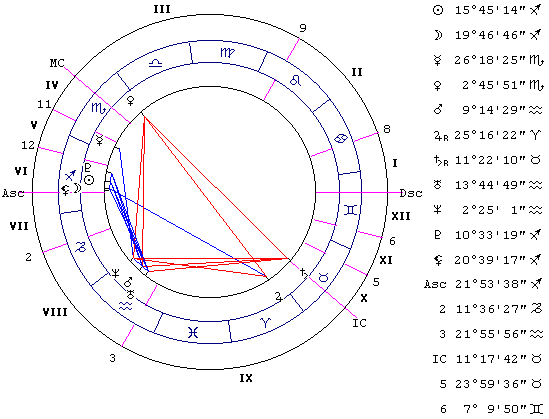 III
9
II
8
I
Dsc
XII
6
XI
5
X
IC
IX
3
VIII
2
VII
Asc
VI
12
V
11
IV
MC
♎
♍
♌
♋
♊
♉
♈
♓
♒
♑
♐
♏
♀
☿
♇
☉
⚸
☽
♆
♂
♅
♃
♄
☉ 15°45'14" ♐
☽ 19°46'46" ♐
☿ 26°18'25" ♏
♀ 2°45'51" ♏
♂ 9°14'29" ♒
♃R 25°16'22" ♈
♄R 11°22'10" ♉
♅ 13°44'49" ♒
♆ 2°25' 1" ♒
♇ 10°33'19" ♐
⚸ 20°39'17" ♐
Asc 21°53'38" ♐
2 11°36'27" ♑
3 21°55'56" ♒
IC 11°17'42" ♉
5 23°59'36" ♉
6 7° 9'50" ♊